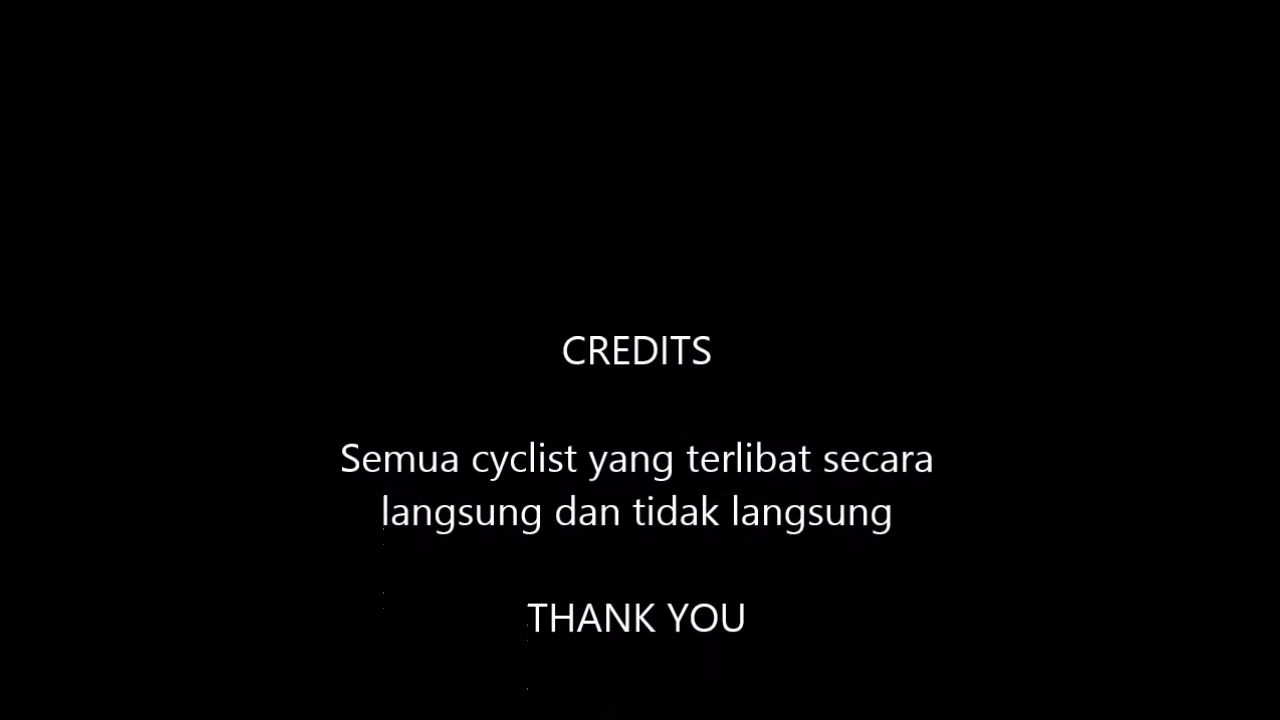 CREDITS
Semua cyclist yang terlibat secara
langsung dan tidak langsung
THANK YOU